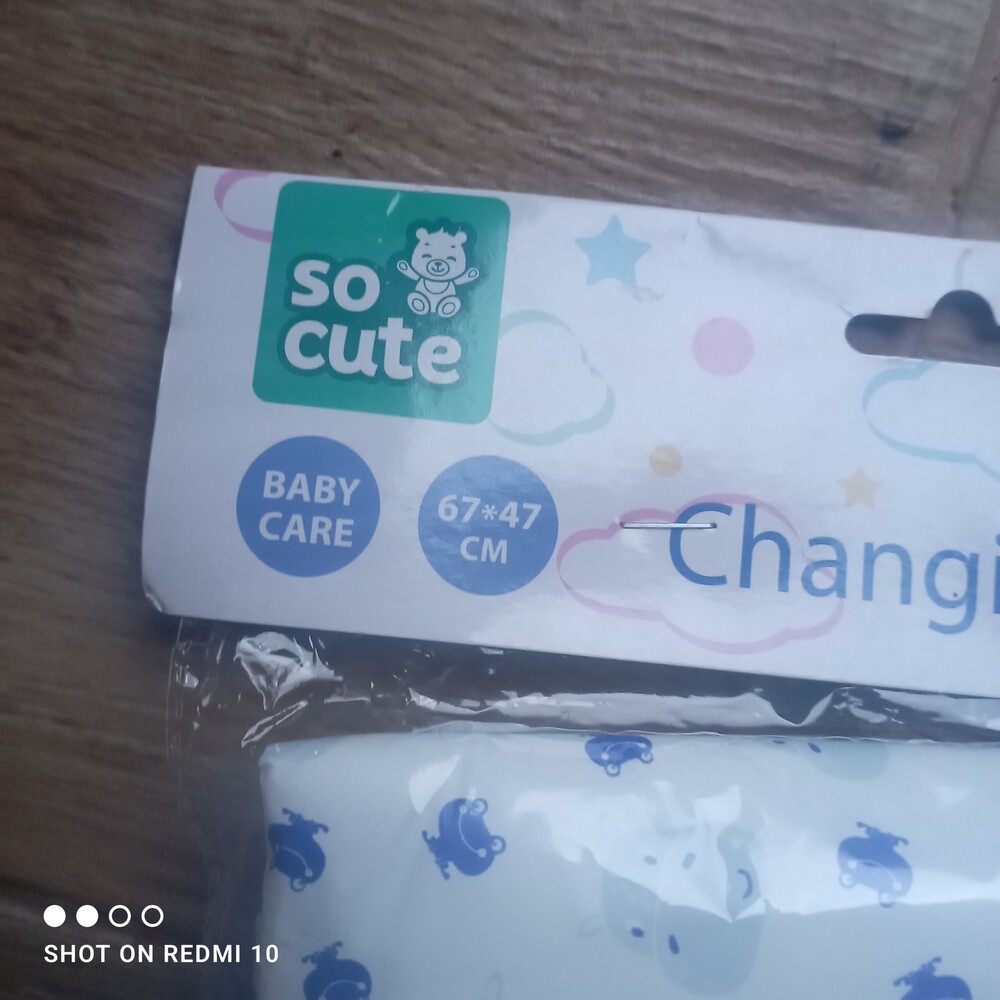 so
cute
BABY
CARE
67*47
CM
Changi
SHOT ON REDMI 10